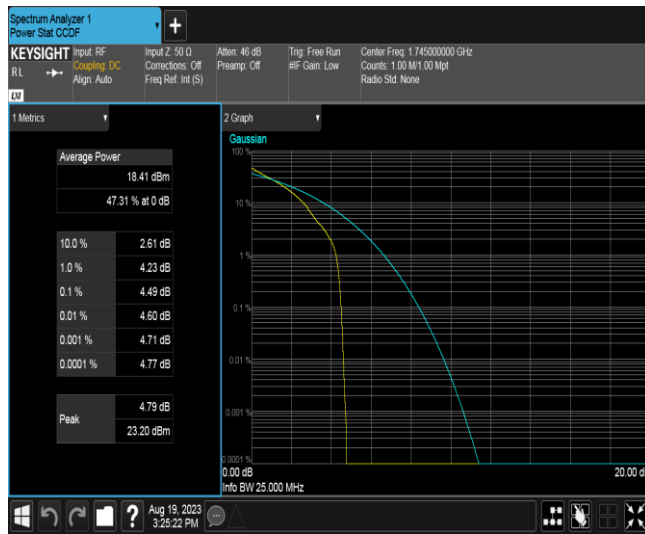 Spectrum Analyzer 1
Power Stat CCDF
+
KEYSIGHT
RL
LXI
Input: RF
Coupling: DC
Align: Auto
Input Z: 50 Ω
Corrections: Off
Freq Ref: Int (S)
Atten: 46 dB
Preamp: Off
Trig: Free Run
#IF Gain: Low
Center Freq: 1.745000000 GHz
Counts: 1.00 M/1.00 Mpt
Radio Std: None
1 Metrics
Average Power
18.41 dBm
47.31 % at 0 dB
10.0 % 2.61 dB
1.0 % 4.23 dB
0.1 % 4.49 dB
0.01 % 4.60 dB
0.001 % 4.71 dB
0.0001 % 4.77 dB
Peak
4.79 dB
23.20 dBm
2 Graph
Gaussian
100 %
10 %
1 %
0.1 %
0.01 %
0.001 %
0.0001 %
0.00 dB
20.00 d
Info BW 25.000 MHz
?
Aug 19, 2023
3:25:22 PM